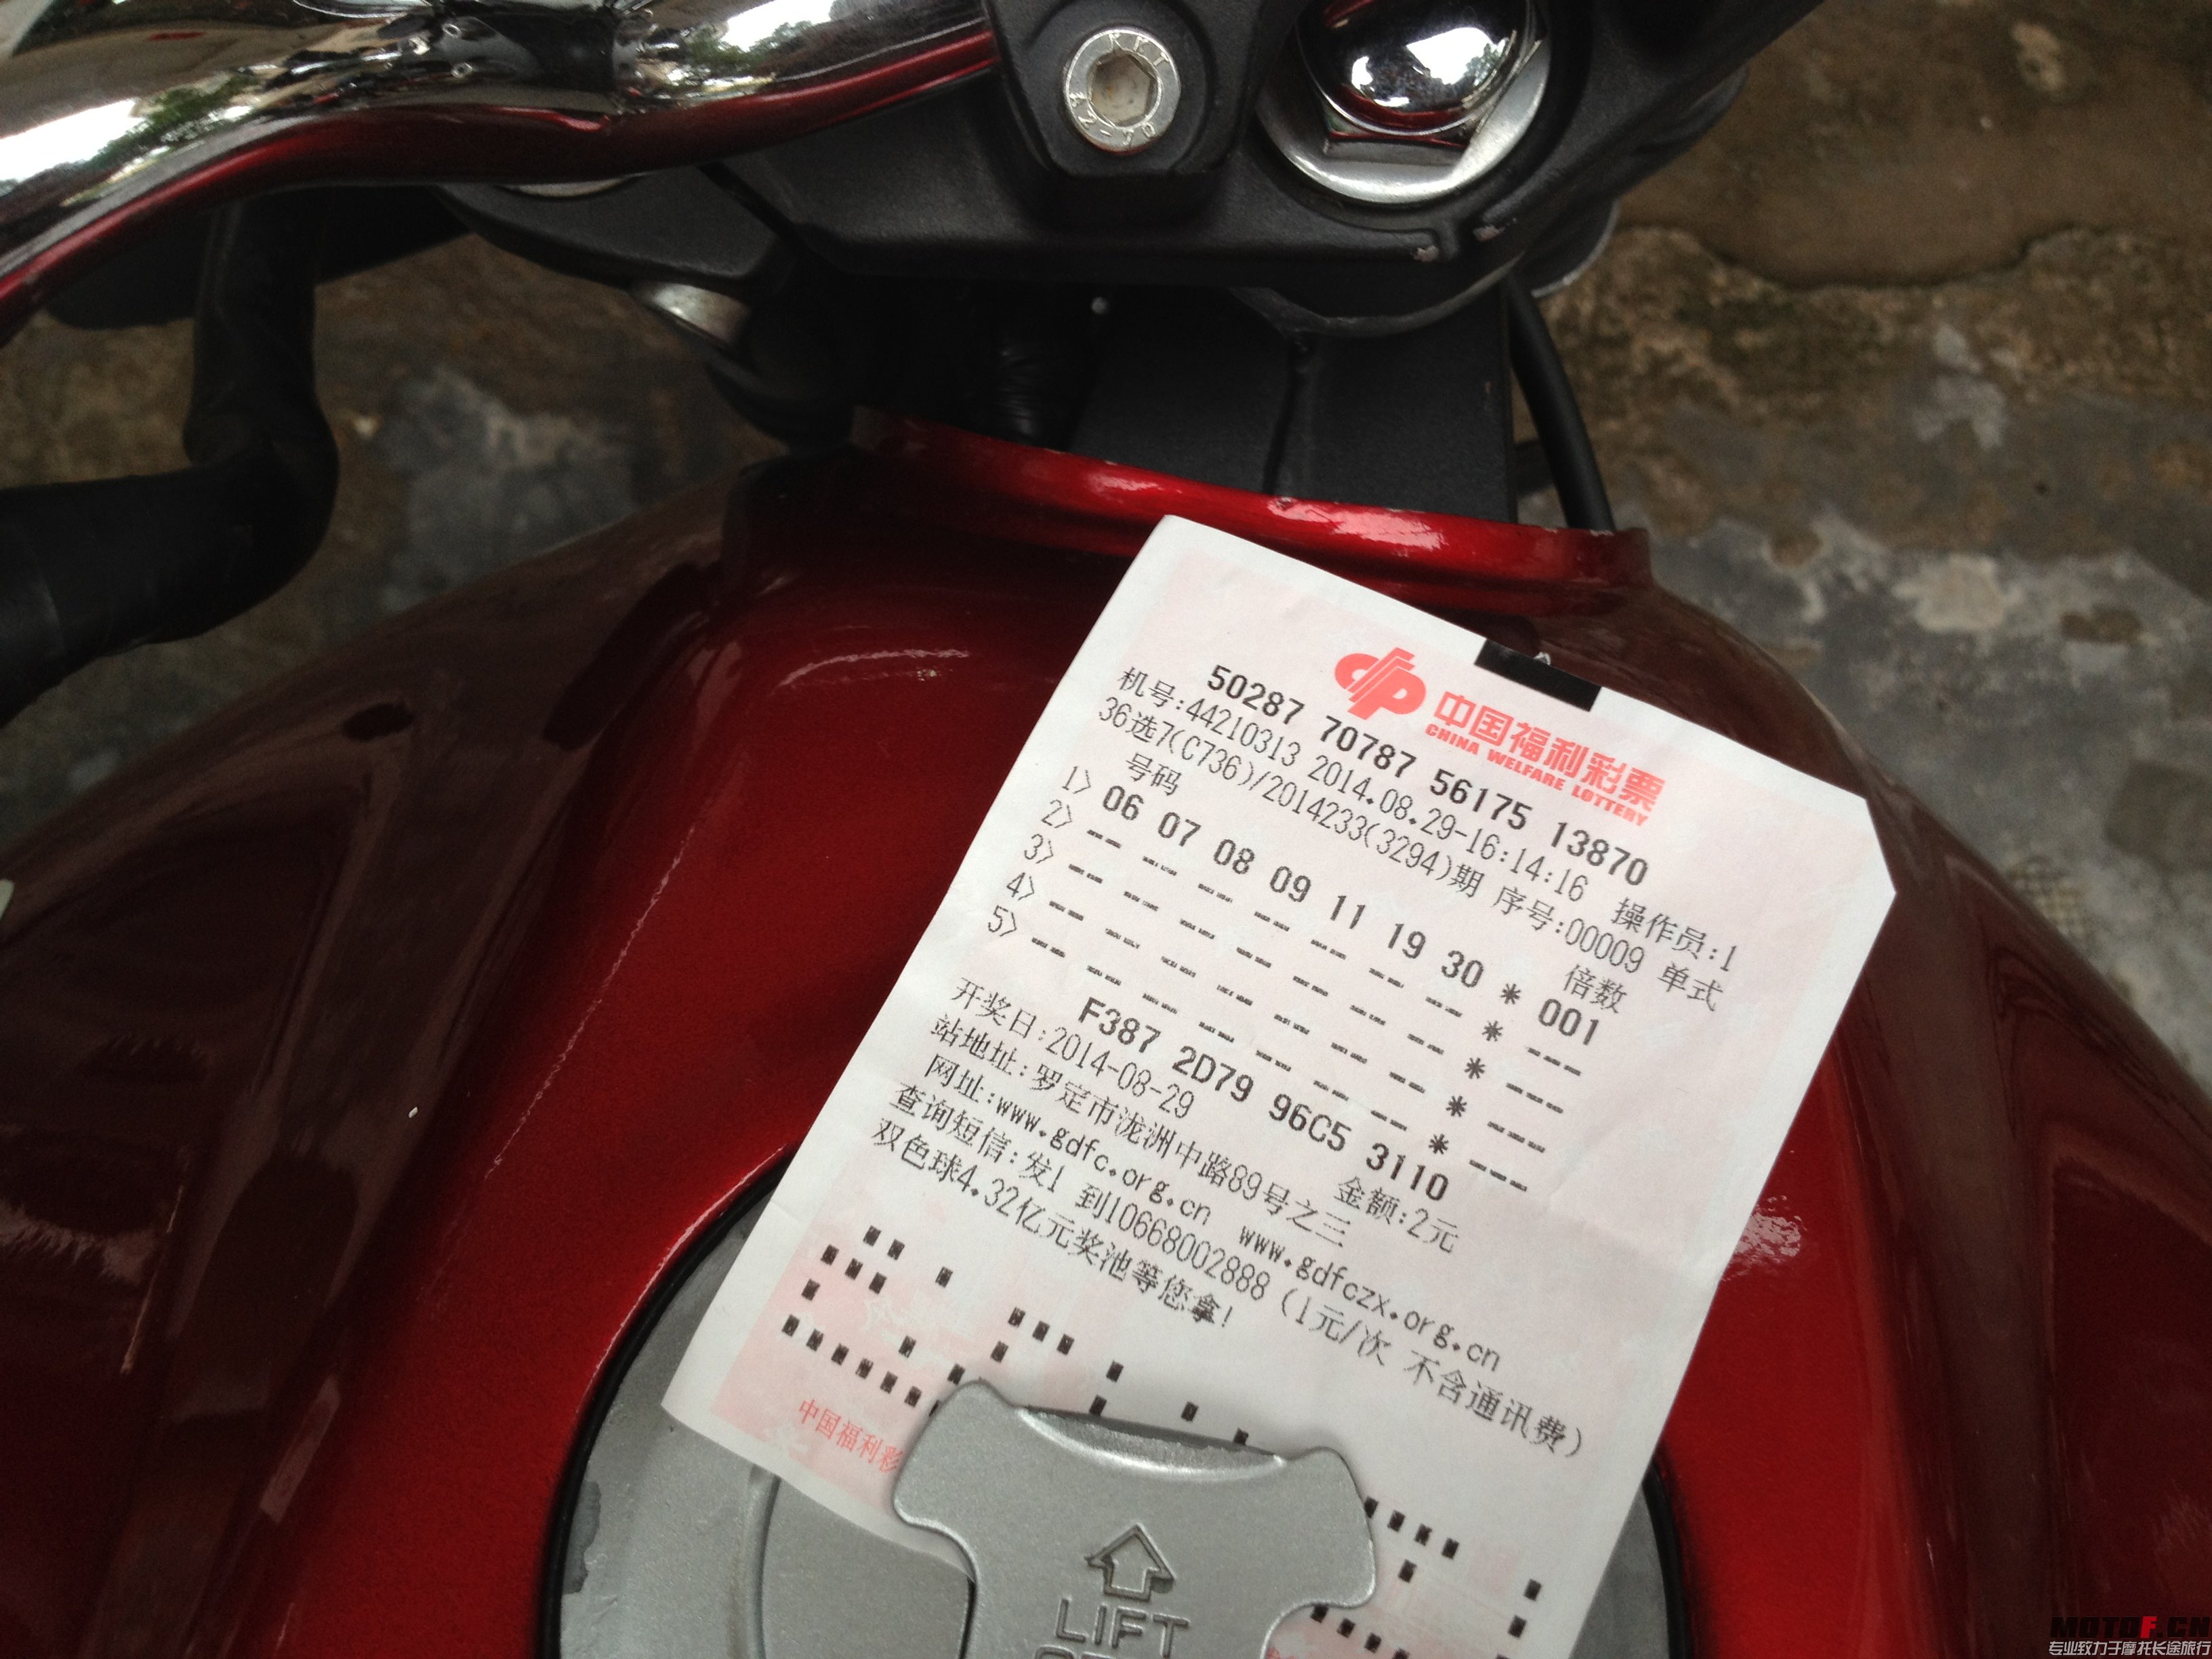 KYT
A2-70
中国福利彩票
CHINA WELFARE LOTTERY
50287 70787 56175 13870
机号:44210313 2014.08.29-16:14:16 操作员:1
36选7(C736)/2014233(3294)期 序号:00009 单式
号码 倍数
1> 06 07 08 09 11 19 30 * 001
2> -- -- -- -- -- -- -- * ---
3> -- -- -- -- -- -- -- * ---
4> -- -- -- -- -- -- -- * ---
5> -- -- -- -- -- -- -- * ---
F387 2D79 96C5 3110
开奖日:2014-08-29 金额:2元
站地址:罗定市泷洲中路89号之三
网址:www.gdfc.org.cn www.gdfczx.org.cn
查询短信:发1 到10668002888 (1元/次 不含通讯费)
双色球4.32亿元奖池等您拿!
中国福利彩
LIFT
MOTOF.CN
专业致力于摩托长途旅行